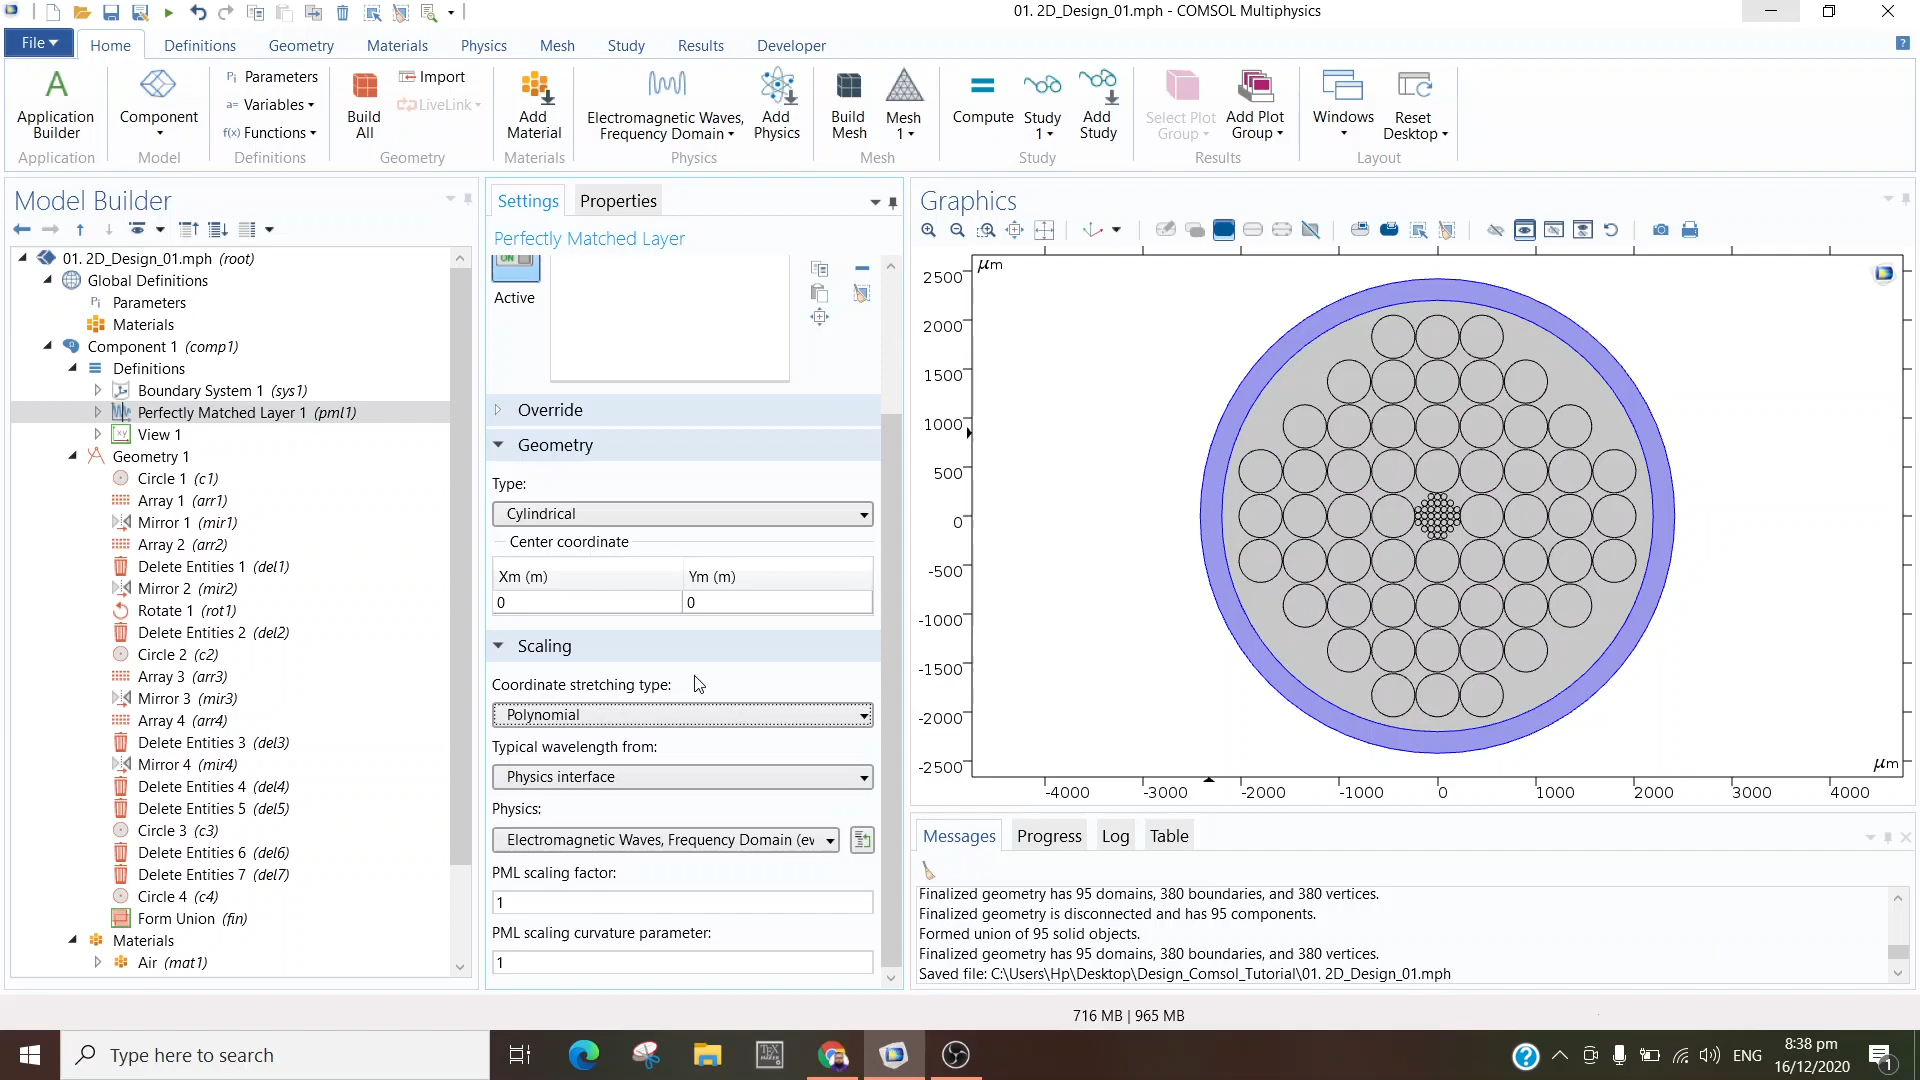 01. 2D_Design_01.mph - COMSOL Multiphysics
File Home Definitions Geometry Materials Physics Mesh Study Results Developer
Application Builder
Component
Pi Parameters
a= Variables
f(x) Functions
Build All
Import
LiveLink
Add Material
Electromagnetic Waves, Frequency Domain
Add Physics
Build Mesh
Mesh 1
Compute
Study 1
Add Study
Select Plot Group
Add Plot Group
Windows
Reset Desktop
Application Model Definitions Geometry Materials Physics Mesh Study Results Layout
Model Builder
01. 2D_Design_01.mph (root)
Global Definitions
Pi Parameters
Materials
Component 1 (comp1)
Definitions
Boundary System 1 (sys1)
Perfectly Matched Layer 1 (pml1)
View 1
Geometry 1
Circle 1 (c1)
Array 1 (arr1)
Mirror 1 (mir1)
Array 2 (arr2)
Delete Entities 1 (del1)
Mirror 2 (mir2)
Rotate 1 (rot1)
Delete Entities 2 (del2)
Circle 2 (c2)
Array 3 (arr3)
Mirror 3 (mir3)
Array 4 (arr4)
Delete Entities 3 (del3)
Mirror 4 (mir4)
Delete Entities 4 (del4)
Delete Entities 5 (del5)
Circle 3 (c3)
Delete Entities 6 (del6)
Delete Entities 7 (del7)
Circle 4 (c4)
Form Union (fin)
Materials
Air (mat1)
Settings Properties
Perfectly Matched Layer
ON
Active
Override
Geometry
Type:
Cylindrical
Center coordinate
Xm (m) Ym (m)
0 0
Scaling
Coordinate stretching type:
Polynomial
Typical wavelength from:
Physics interface
Physics:
Electromagnetic Waves, Frequency Domain (ev
PML scaling factor:
1
PML scaling curvature parameter:
1
Graphics
μm
2500
2000
1500
1000
500
0
-500
-1000
-1500
-2000
-2500
μm
-4000 -3000 -2000 -1000 0 1000 2000 3000 4000
Messages Progress Log Table
Finalized geometry has 95 domains, 380 boundaries, and 380 vertices.
Finalized geometry is disconnected and has 95 components.
Formed union of 95 solid objects.
Finalized geometry has 95 domains, 380 boundaries, and 380 vertices.
Saved file: C:\Users\Hp\Desktop\Design_Comsol_Tutorial\01. 2D_Design_01.mph
716 MB | 965 MB
Type here to search
ENG
8:38 pm
16/12/2020
1